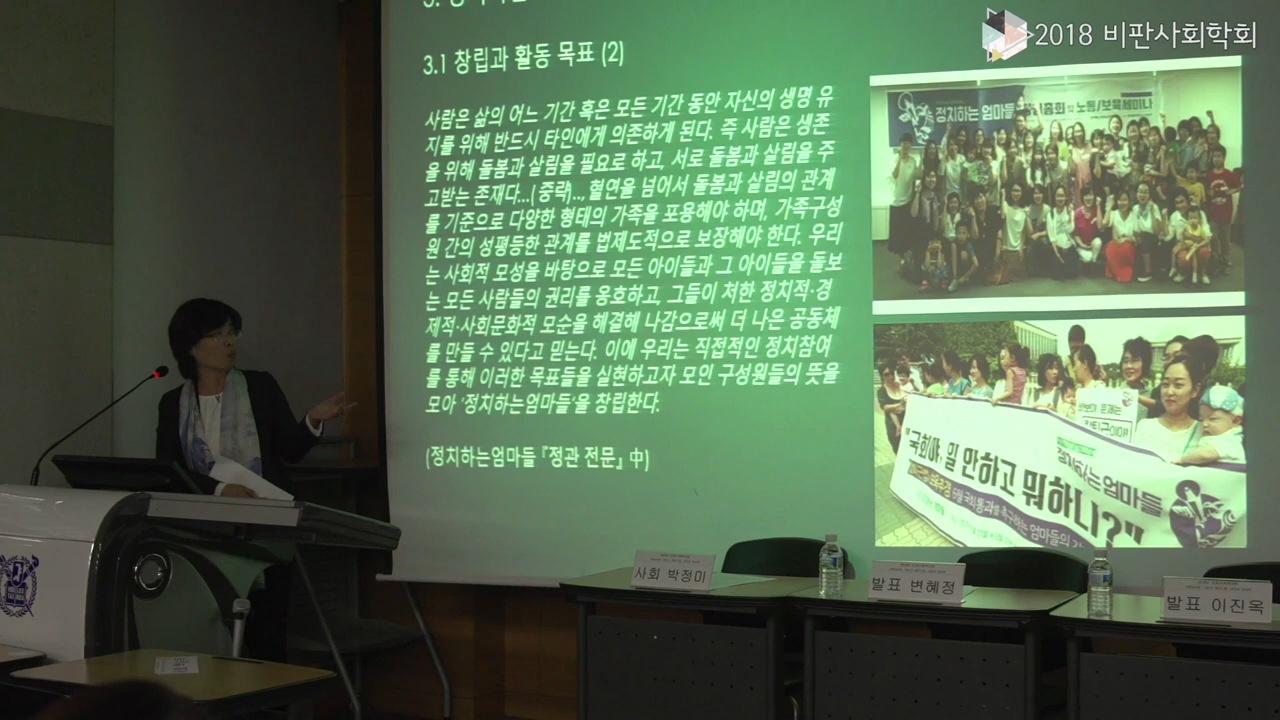 2018 비판사회학회
3.1 창립과 활동 목표 (2)
사람은 삶의 어느 기간 혹은 모든 기간 동안 자신의 생명 유
지를 위해 반드시 타인에게 의존하게 된다. 즉 사람은 생존
을 위해 돌봄과 살림을 필요로 하고, 서로 돌봄과 살림을 주
고받는 존재다...(중략).., 혈연을 넘어서 돌봄과 살림의 관계
를 기준으로 다양한 형태의 가족을 포용해야 하며, 가족구성
원 간의 성평등한 관계를 법제도적으로 보장해야 한다. 우리
는 사회적 모성을 바탕으로 모든 아이들과 그 아이들을 돌보
는 모든 사람들의 권리를 옹호하고, 그들이 처한 정치적·경
제적·사회문화적 모순을 해결해 나감으로써 더 나은 공동체
를 만들 수 있다고 믿는다. 이에 우리는 직접적인 정치참여
를 통해 이러한 목표들을 실현하고자 모인 구성원들의 뜻을
모아 '정치하는엄마들'을 창립한다.
(정치하는엄마들 『정관 전문』 中)
정치하는 엄마들 총회 및 노동/보육세미나
정치하는엄마들
"국회야, 일 안하고 뭐하니?"
사회 박정미
발표 변혜정
발표 이진옥